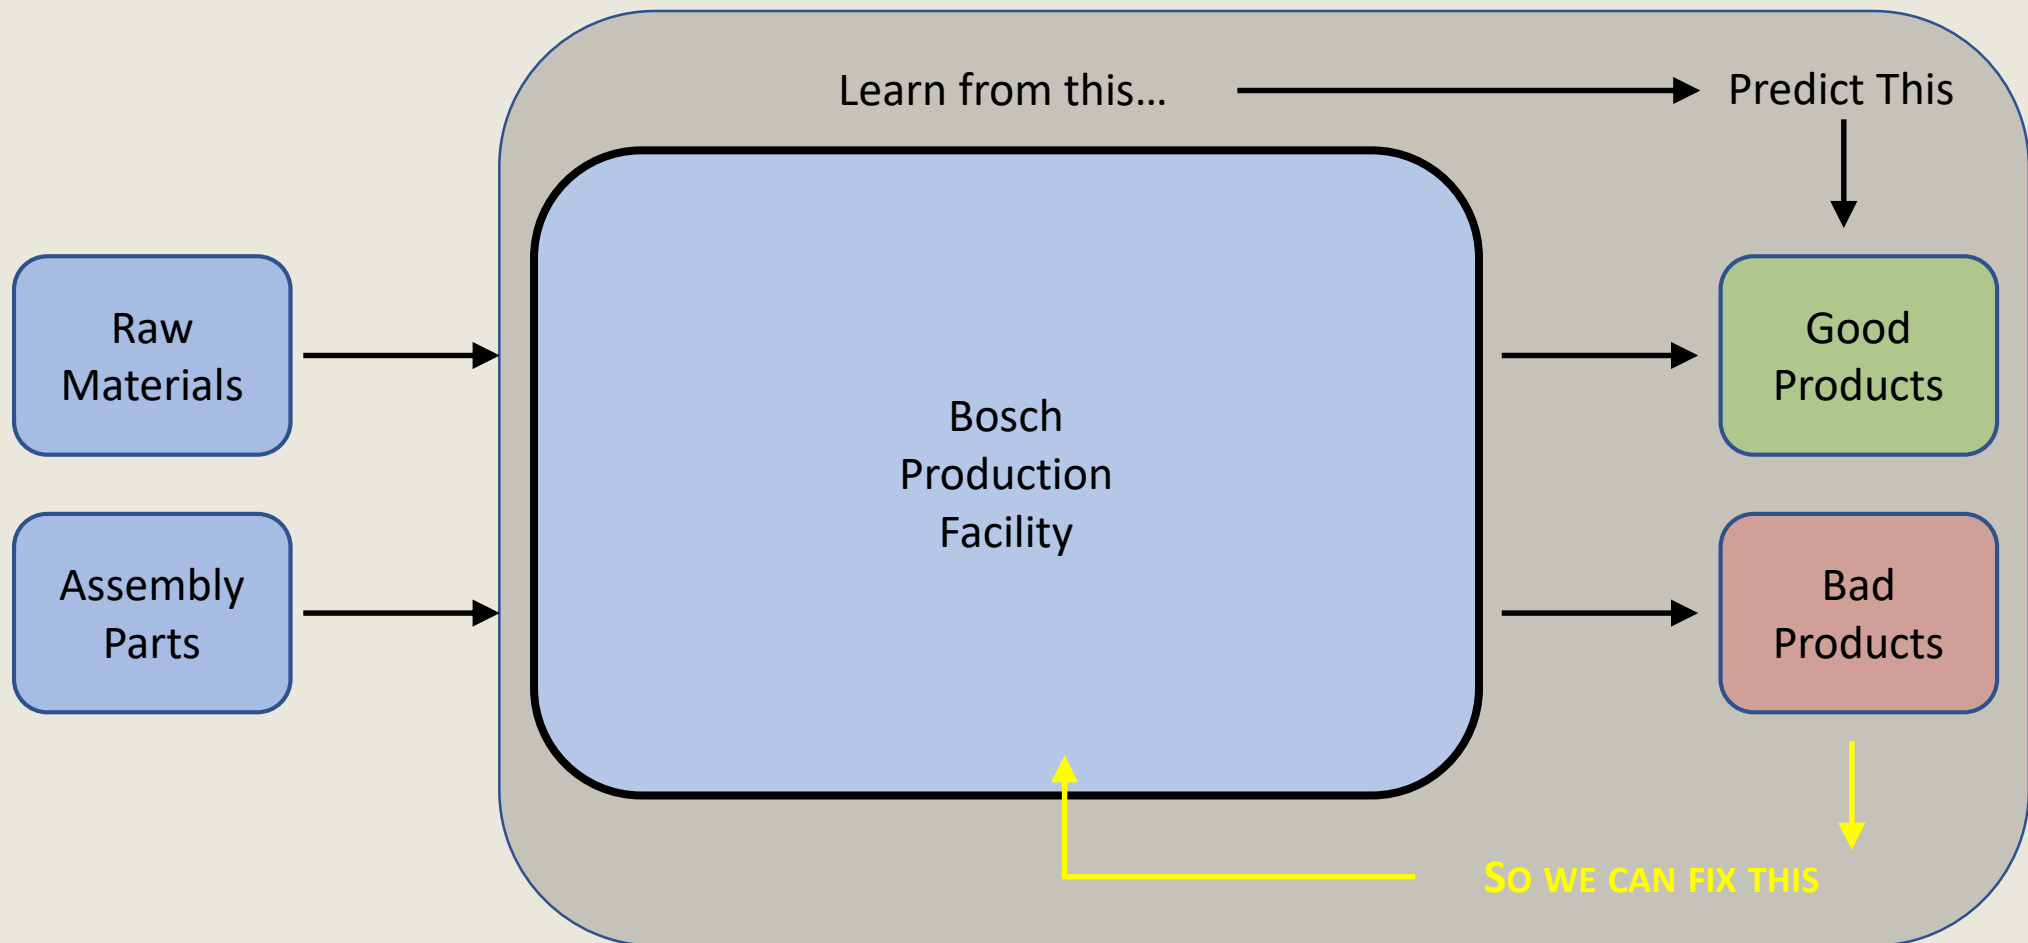 Learn from this...
Predict This
Raw
Materials
Assembly
Parts
Bosch
Production
Facility
Good
Products
Bad
Products
SO WE CAN FIX THIS